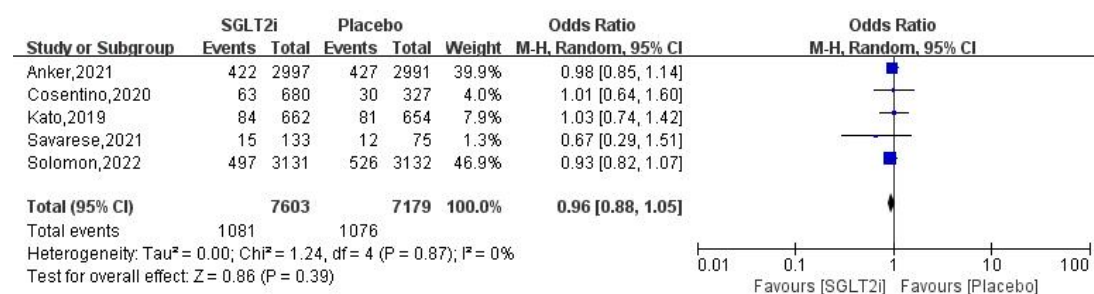 SGLT2i Placebo Odds Ratio Odds Ratio
Study or Subgroup Events Total Events Total Weight M-H, Random, 95% CI M-H, Random, 95% CI
Anker,2021 422 2997 427 2991 39.9% 0.98 [0.85, 1.14]
Cosentino,2020 63 680 30 327 4.0% 1.01 [0.64, 1.60]
Kato,2019 84 662 81 654 7.9% 1.03 [0.74, 1.42]
Savarese,2021 15 133 12 75 1.3% 0.67 [0.29, 1.51]
Solomon,2022 497 3131 526 3132 46.9% 0.93 [0.82, 1.07]
Total (95% CI) 7603 7179 100.0% 0.96 [0.88, 1.05]
Total events 1081 1076
Heterogeneity: Tau² = 0.00; Chi² = 1.24, df = 4 (P = 0.87); I² = 0%
Test for overall effect: Z = 0.86 (P = 0.39)
0.01 0.1 1 10 100
Favours [SGLT2i] Favours [Placebo]